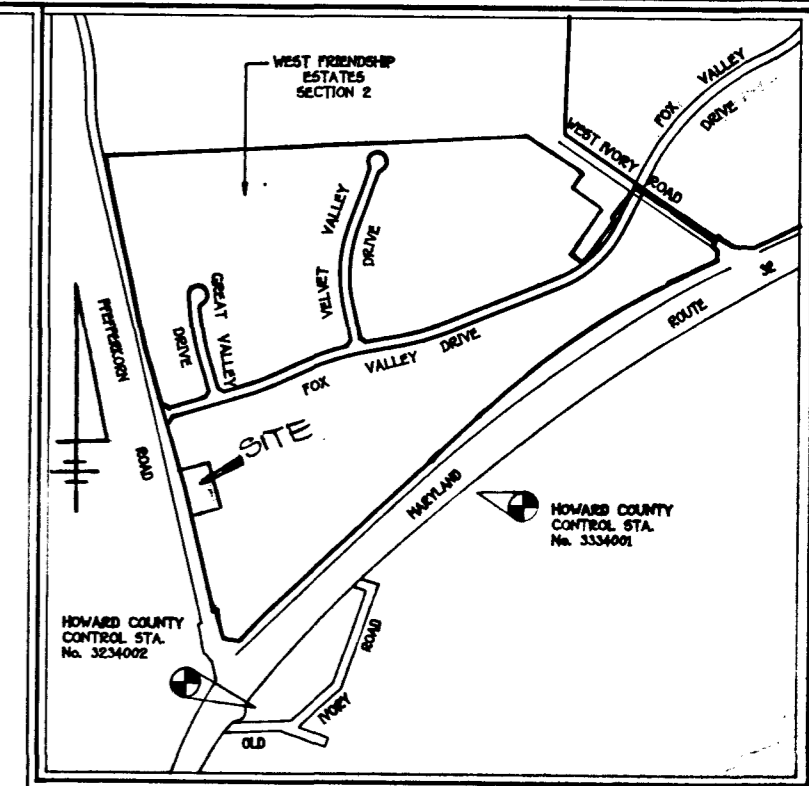 WEST FRIENDSHIP
ESTATES
SECTION 2
FOX VALLEY
DRIVE
WEST IVORY ROAD
VELVET VALLEY
DRIVE
GREAT VALLEY
DRIVE
PFEFFERKORN
ROAD
FOX VALLEY DRIVE
ROUTE 32
MARYLAND
SITE
HOWARD COUNTY
CONTROL STA.
No. 3334001
HOWARD COUNTY
CONTROL STA.
No. 3234002
OLD IVORY ROAD